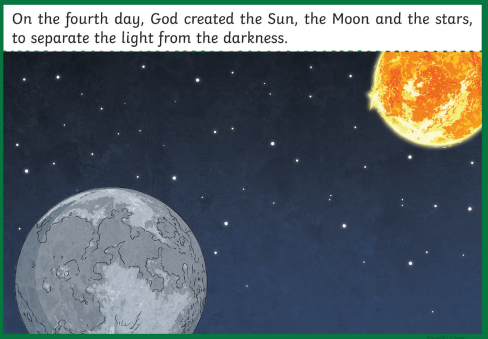 On the fourth day, God created the Sun, the Moon and the stars,
to separate the light from the darkness.